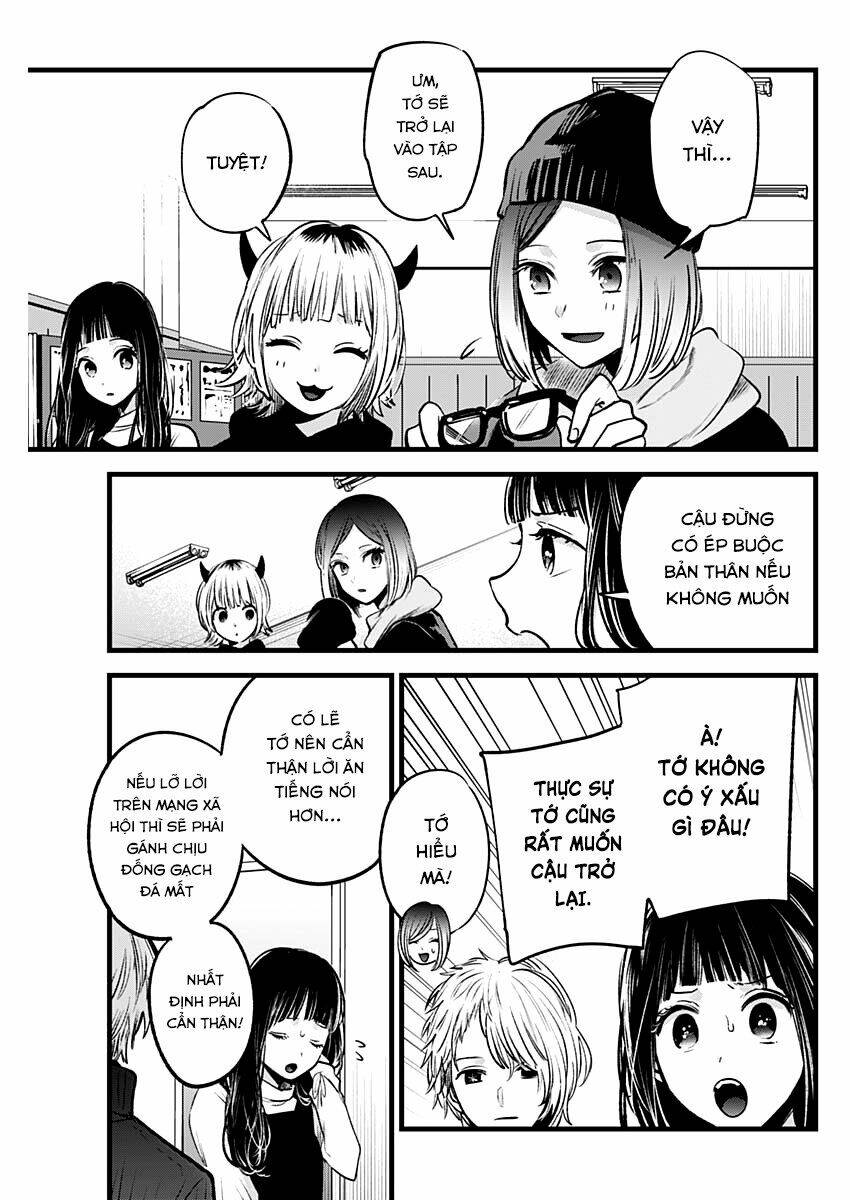 VẬY
THÌ...
ƯM,
TỚ SẼ
TRỞ LẠI
VÀO TẬP
SAU.
TUYỆT!
CẬU ĐỪNG
CÓ ÉP BUỘC
BẢN THÂN NẾU
KHÔNG MUỐN
À!
TỚ KHÔNG
CÓ Ý XẤU
GÌ ĐÂU!
THỰC SỰ
TỚ CŨNG
RẤT MUỐN
CẬU TRỞ
LẠI.
TỚ
HIỂU
MÀ!
CÓ LẼ
TỚ NÊN CẨN
THẬN LỜI ĂN
TIẾNG NÓI
HƠN...
NẾU LỠ LỜI
TRÊN MẠNG XÃ
HỘI THÌ SẼ PHẢI
GÁNH CHỊU
ĐỐNG GẠCH
ĐÁ MẤT
NHẤT
ĐỊNH PHẢI
CẨN THẬN!